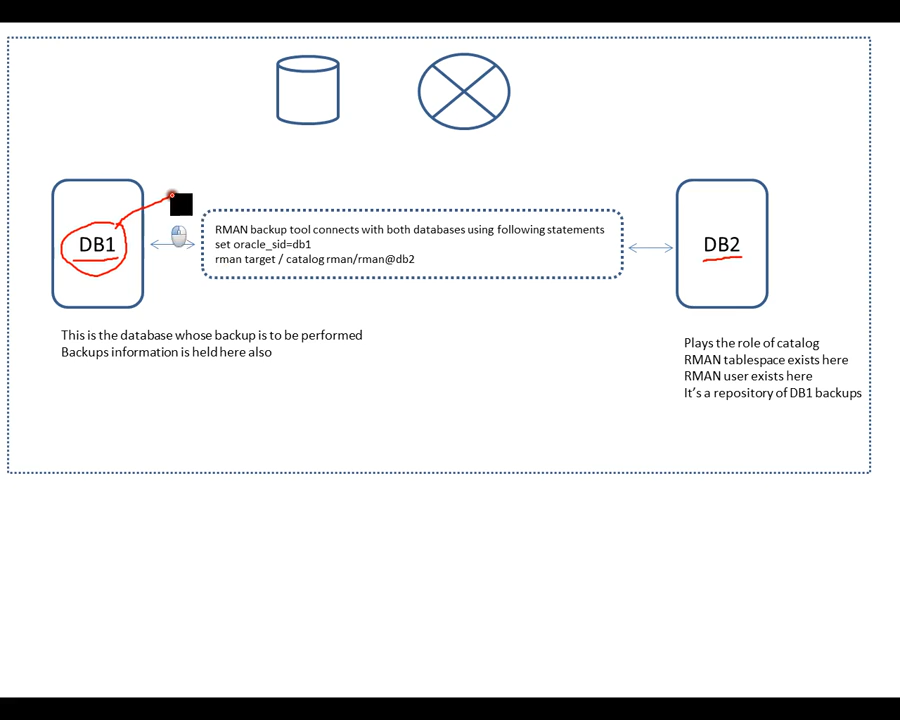 DB1
RMAN backup tool connects with both databases using following statements
set oracle_sid=db1
rman target / catalog rman/rman@db2
DB2
This is the database whose backup is to be performed
Backups information is held here also
Plays the role of catalog
RMAN tablespace exists here
RMAN user exists here
It's a repository of DB1 backups